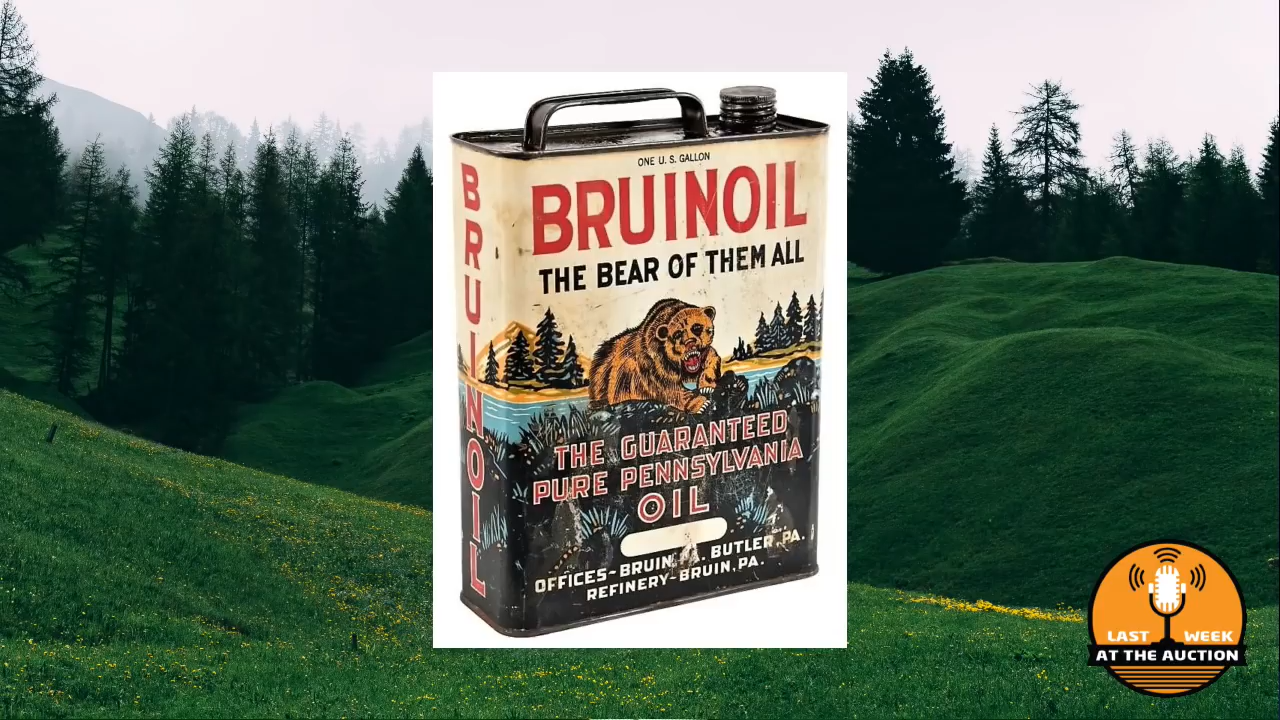 ONE U. S. GALLON
BRUINOIL
THE BEAR OF THEM ALL
BRUINOIL
THE GUARANTEED
PURE PENNSYLVANIA
OIL
OFFICES-BRUIN, PA. BUTLER, PA.
REFINERY-BRUIN, PA.
LAST WEEK
AT THE AUCTION